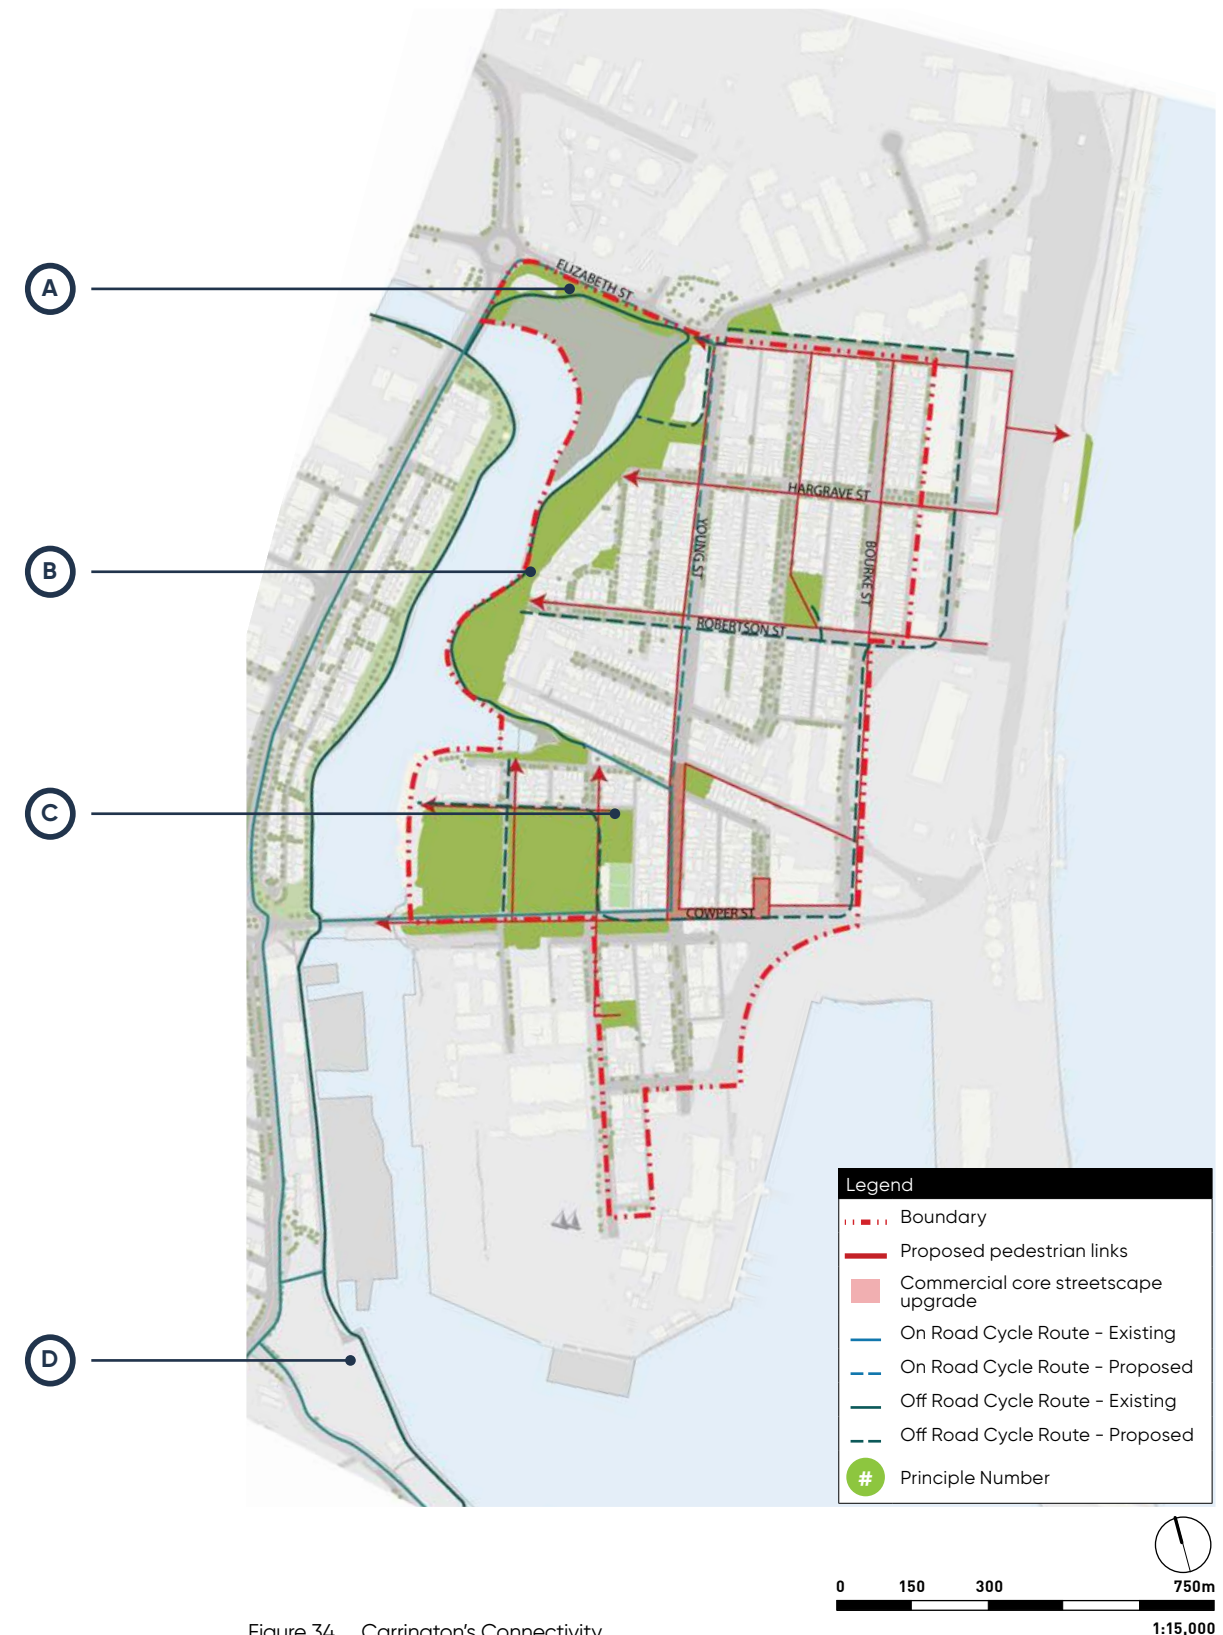 A
ELIZABETH ST
HARGRAVE ST
YOUNG ST
BOURKE ST
B
ROBERTSON ST
C
COWPER ST
D
Legend
Boundary
Proposed pedestrian links
Commercial core streetscape
upgrade
On Road Cycle Route - Existing
On Road Cycle Route - Proposed
Off Road Cycle Route - Existing
Off Road Cycle Route - Proposed
# Principle Number
0 150 300 750m
1:15,000
Figure 34 Carrington's Connectivity